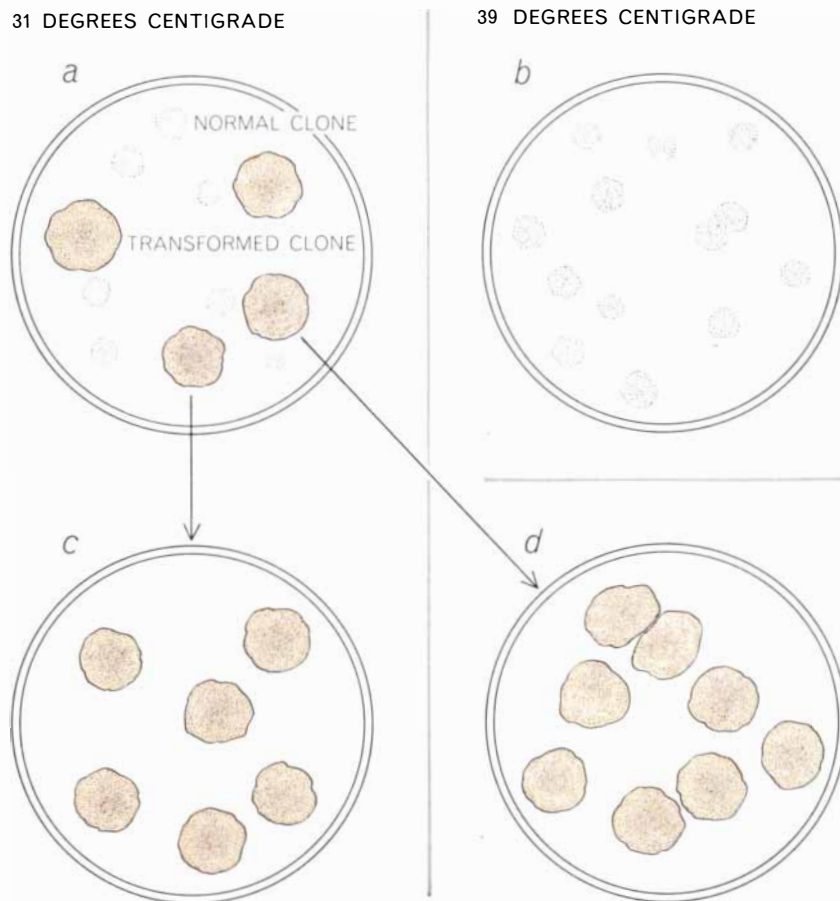 31 DEGREES CENTIGRADE
39 DEGREES CENTIGRADE
a
b
NORMAL CLONE
TRANSFORMED CLONE
c
d